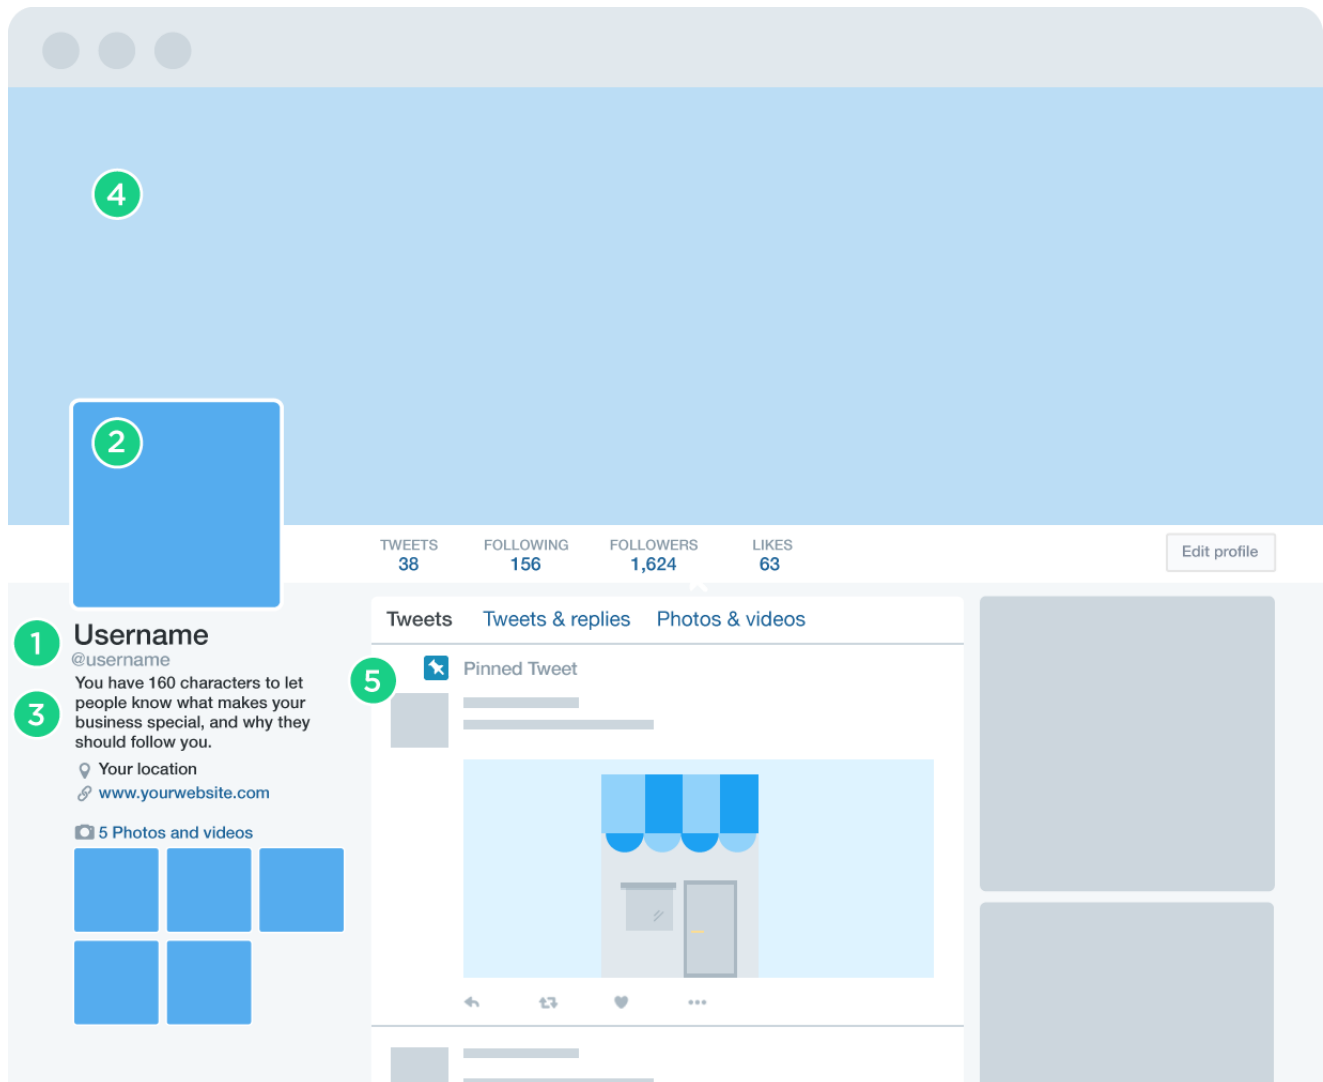 4
2
TWEETS FOLLOWING FOLLOWERS LIKES
38 156 1,624 63
Edit profile
1
Username
@username
3
You have 160 characters to let
people know what makes your
business special, and why they
should follow you.
Your location
www.yourwebsite.com
5 Photos and videos
Tweets Tweets & replies Photos & videos
5
Pinned Tweet